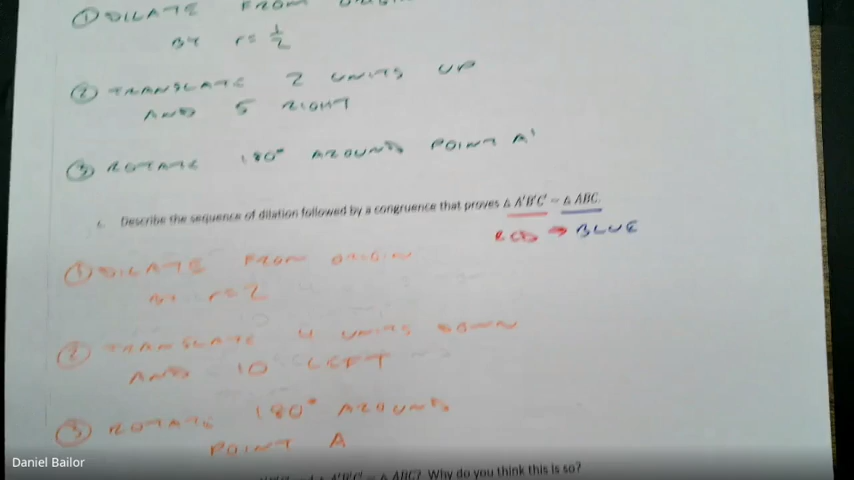 ① DILATE FROM ORIGIN
BY r = 1/2
② TRANSLATE 2 UNITS UP
AND 5 RIGHT
③ ROTATE 180° AROUND POINT A'
c. Describe the sequence of dilation followed by a congruence that proves △ A'B'C' ~ △ ABC.
RED → BLUE
① DILATE FROM ORIGIN
BY r = 2
② TRANSLATE 4 UNITS DOWN
AND 10 LEFT
③ ROTATE 180° AROUND
POINT A
△ A'B'C' ~ △ ABC? Why do you think this is so?
Daniel Bailor